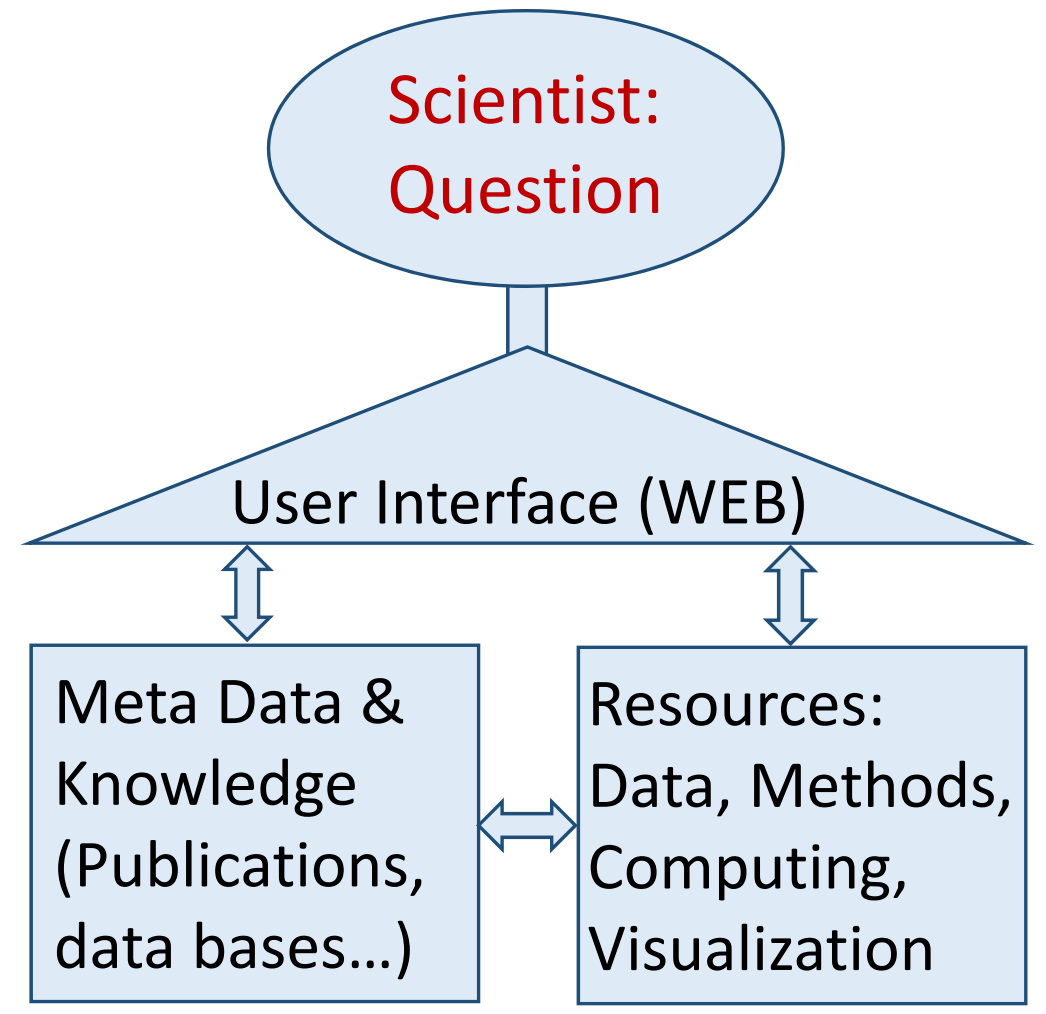 Scientist:
Question
User Interface (WEB)
Meta Data &
Knowledge
(Publications,
data bases...)
Resources:
Data, Methods,
Computing,
Visualization